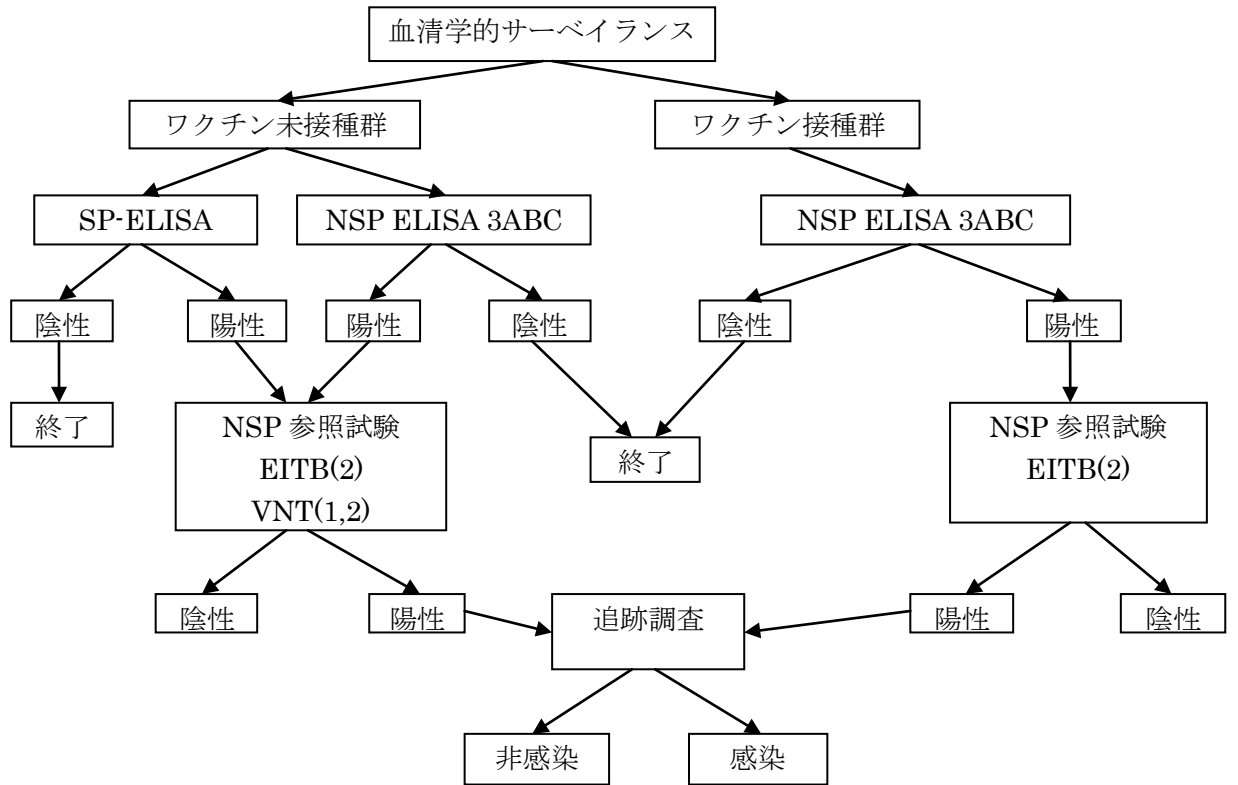 血清学的サーベイランス
ワクチン未接種群
ワクチン接種群
SP-ELISA
NSP ELISA 3ABC
NSP ELISA 3ABC
陰性
陽性
陽性
陰性
陰性
陽性
終了
NSP 参照試験
EITB(2)
VNT(1,2)
終了
NSP 参照試験
EITB(2)
陰性
陽性
追跡調査
陽性
陰性
非感染
感染